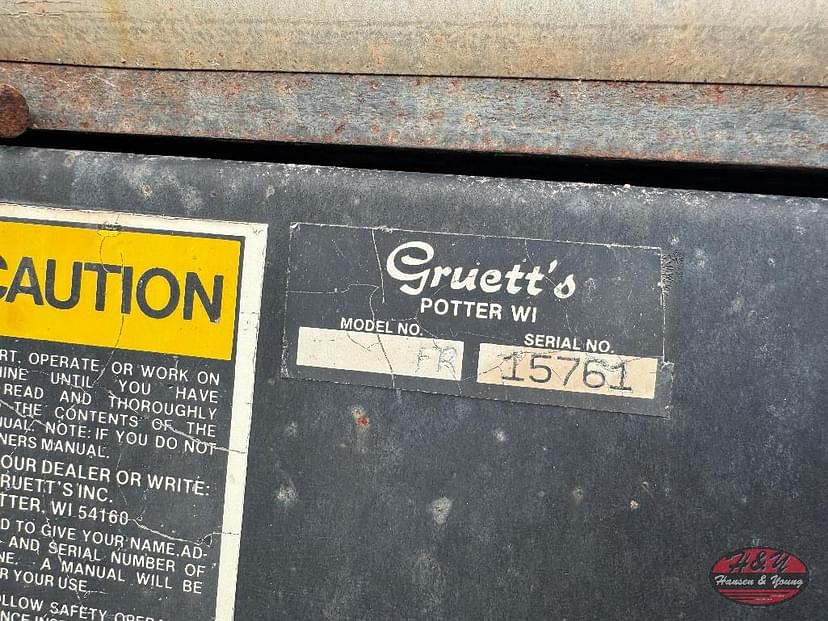 CAUTION
RT, OPERATE, OR WORK ON
HINE UNTIL YOU HAVE
READ AND THOROUGHLY
THE CONTENTS OF THE
NUAL. NOTE: IF YOU DO NOT
NERS MANUAL.
OUR DEALER OR WRITE:
RUETT'S INC.
TTER, WI 54160
D TO GIVE YOUR NAME, AD-
AND SERIAL NUMBER OF
NE. A MANUAL WILL BE
R YOUR USE
LLOW SAFETY OPERA
Gruett's
POTTER WI
MODEL NO.
FR
SERIAL NO.
15761
H&Y
Hansen & Young